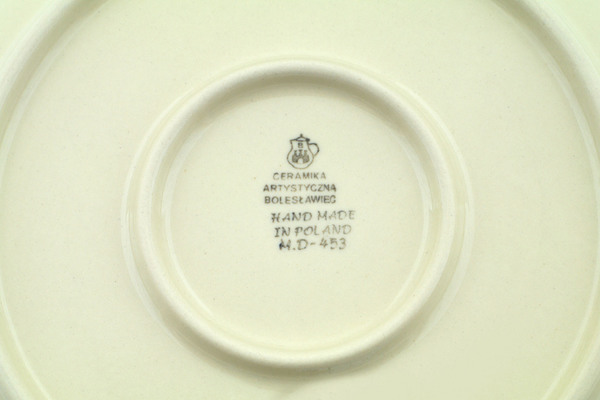 CERAMIKA
ARTYSTYCZNA
BOLESŁAWIEC
HAND MADE
IN POLAND
M.D-453